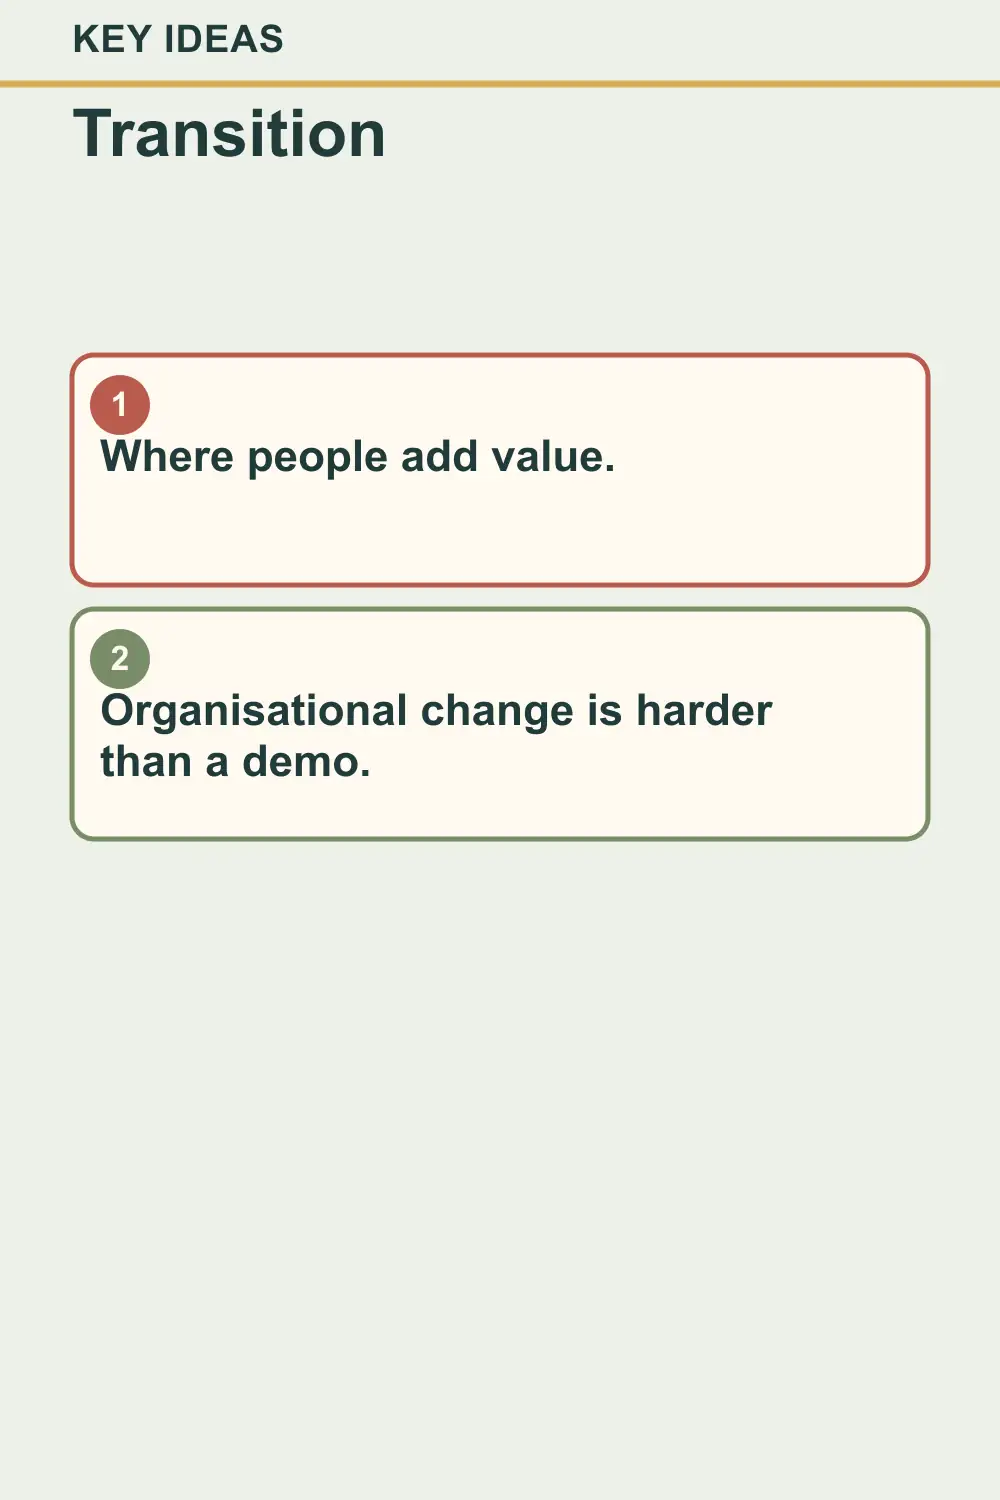 KEY IDEAS
Transition
1
Where people add value.
2
Organisational change is harder
than a demo.